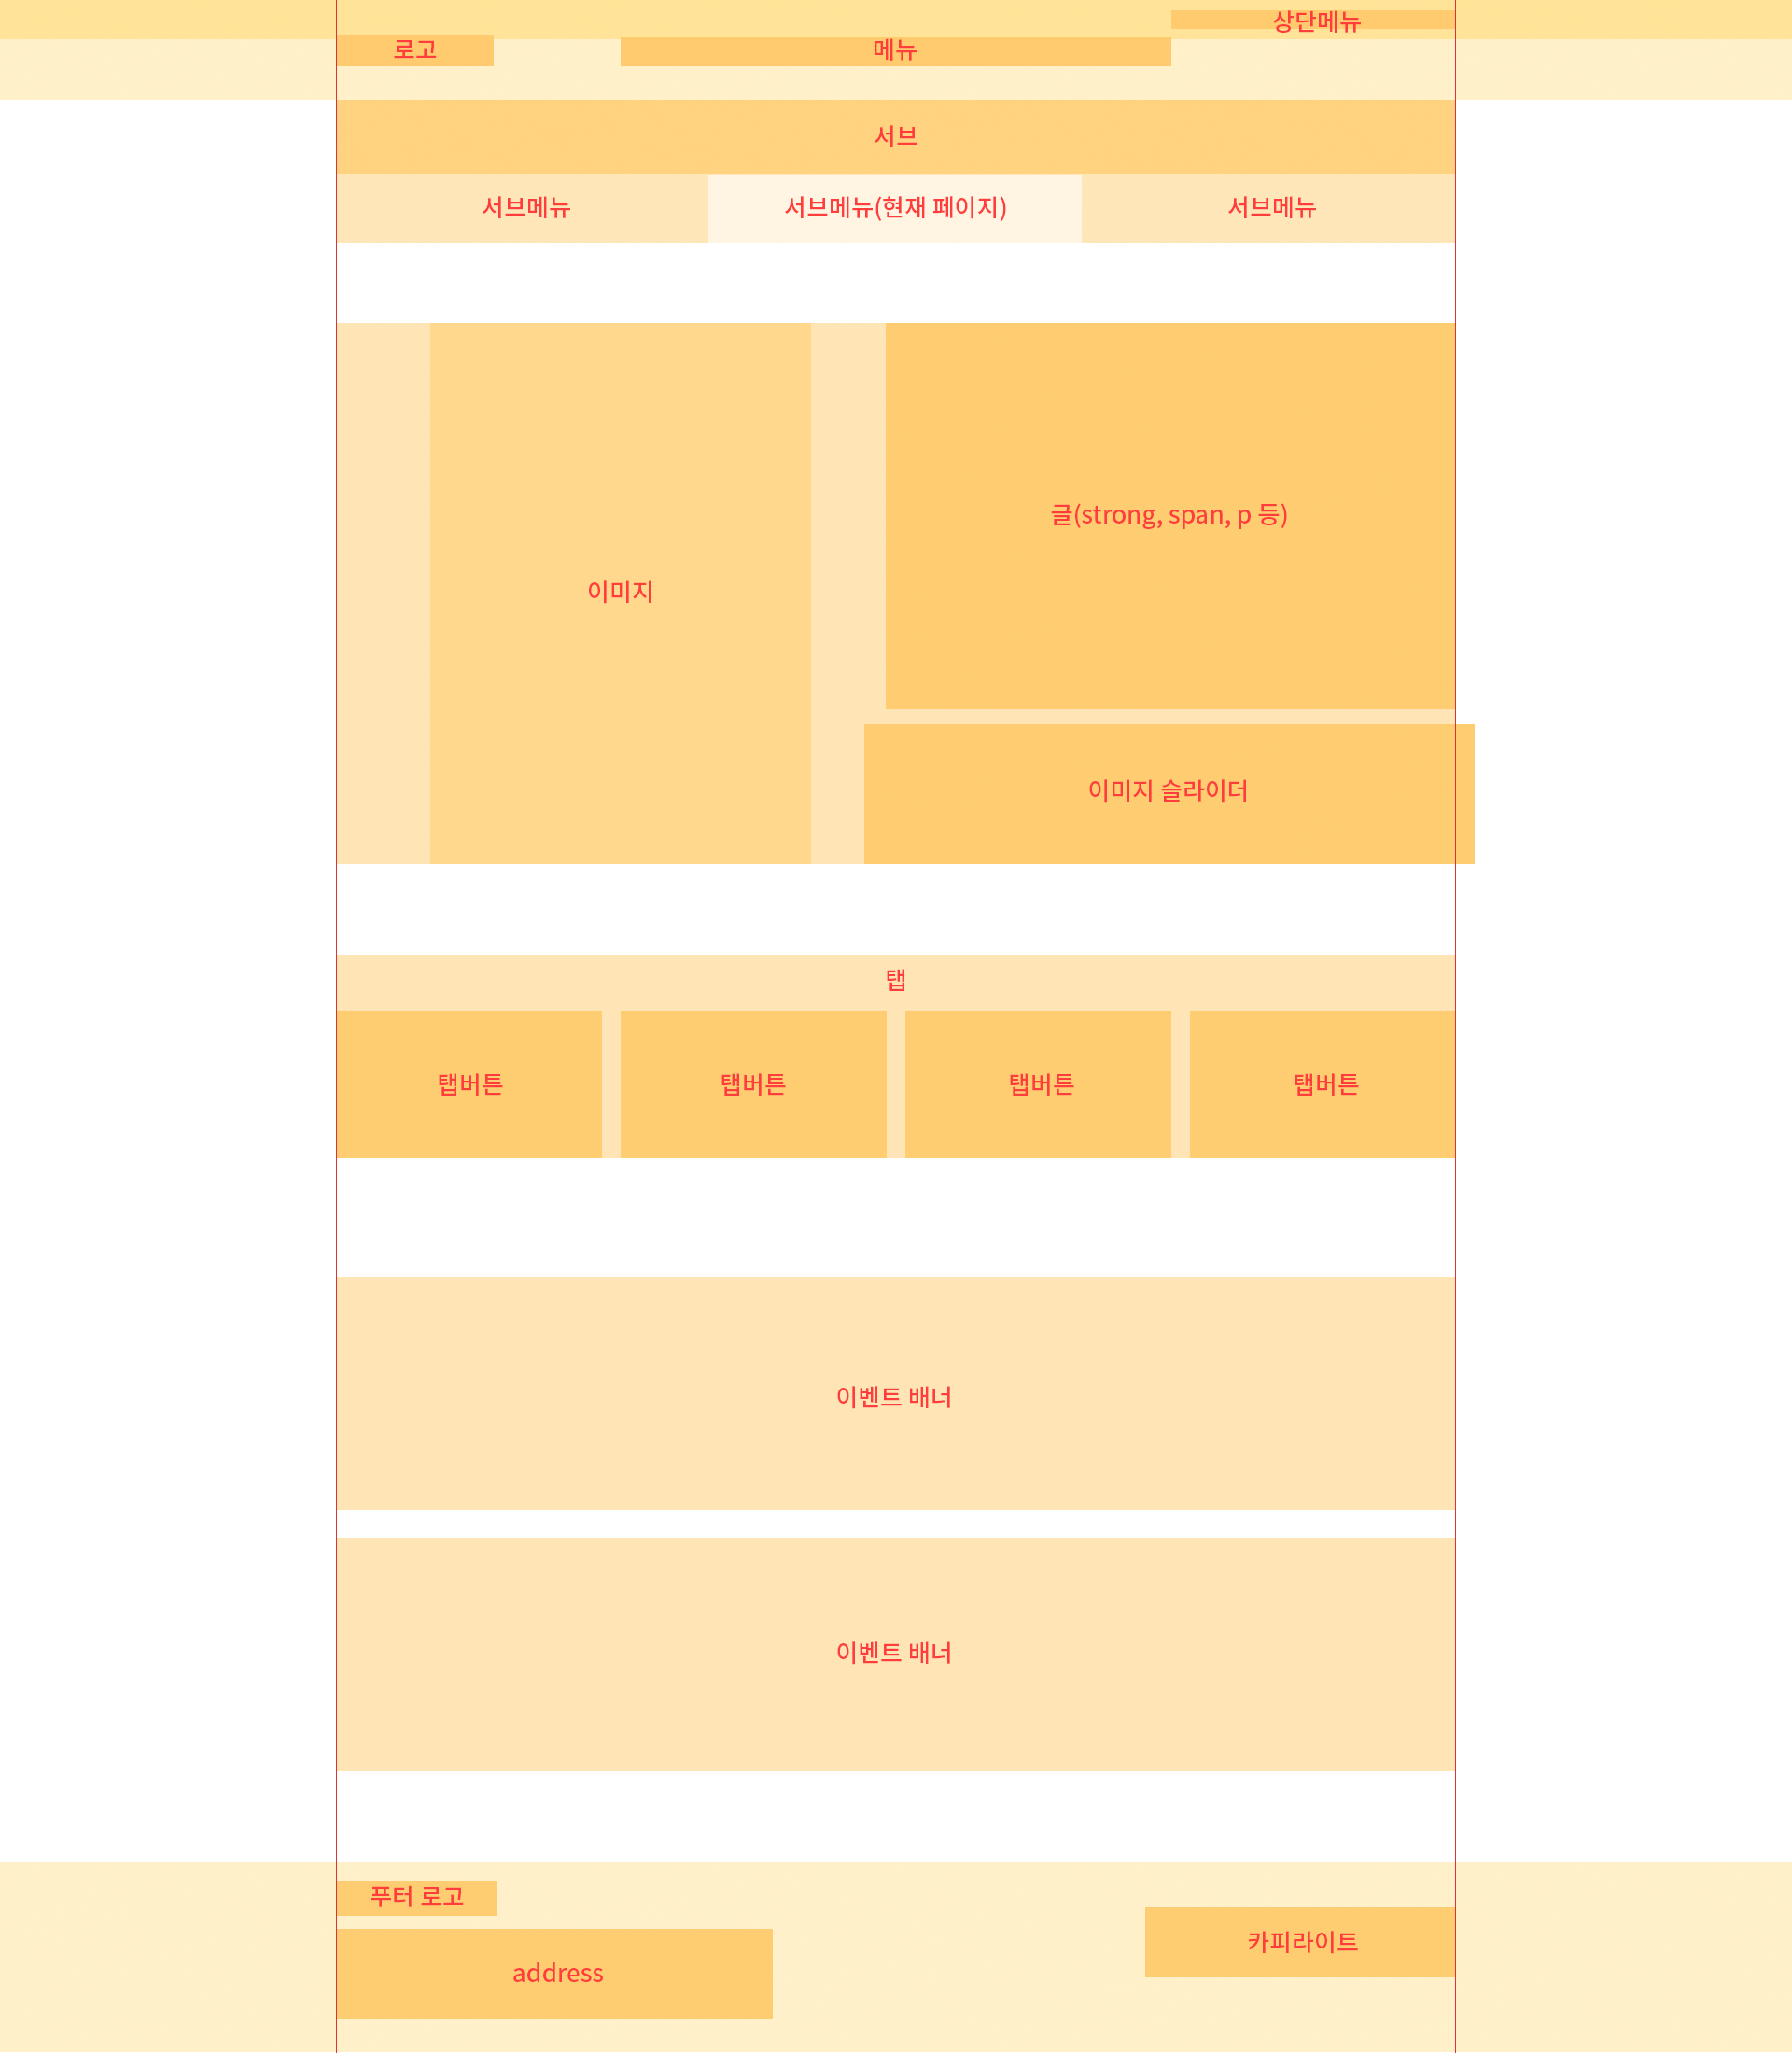 상단메뉴
로고
메뉴
서브
서브메뉴
서브메뉴(현재 페이지)
서브메뉴
이미지
글(strong, span, p 등)
이미지 슬라이더
탭
탭버튼
탭버튼
탭버튼
탭버튼
이벤트 배너
이벤트 배너
푸터 로고
address
카피라이트